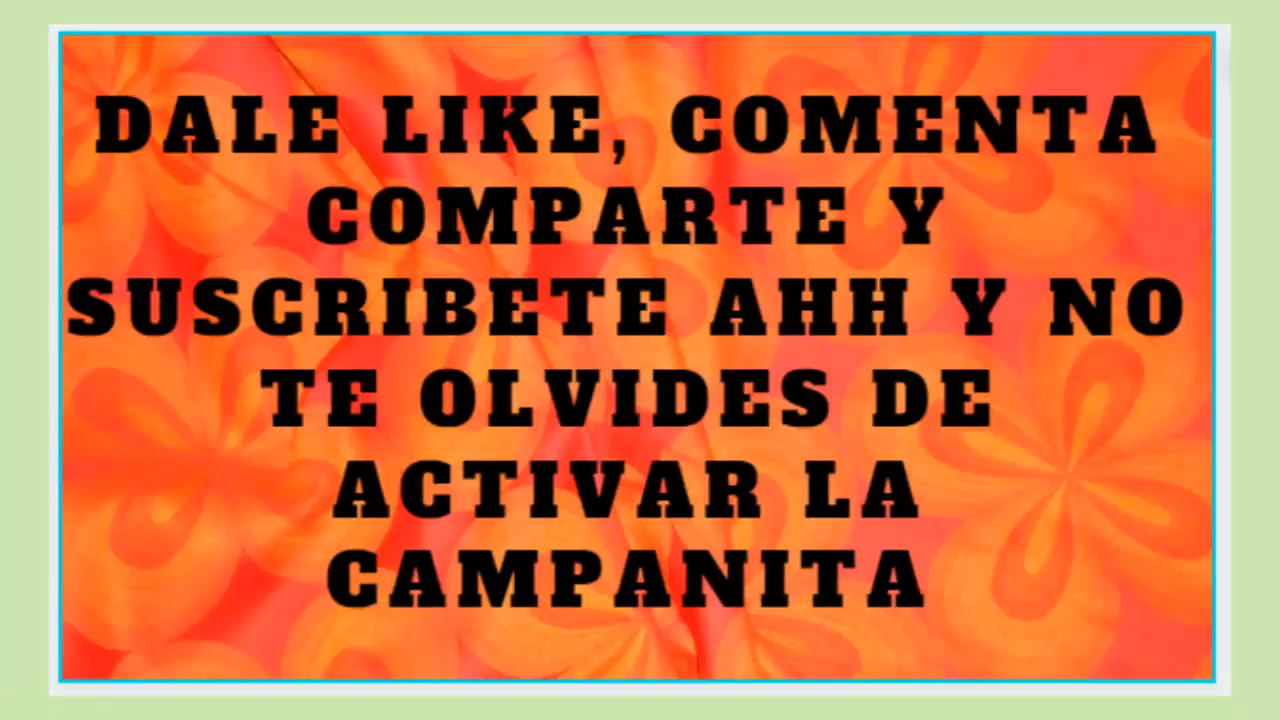 DALE LIKE, COMENTA
COMPARTE Y
SUSCRIBETE AHH Y NO
TE OLVIDES DE
ACTIVAR LA
CAMPANITA